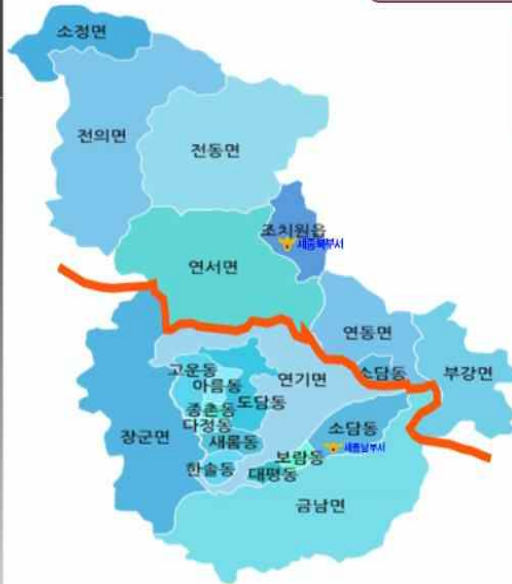 소정면
전의면
전동면
조치원읍
세종북부서
연서면
연동면
소담동
부강면
고운동
아름동
연기면
종촌동
도담동
다정동
장군면
새롬동
소담동
세종남부서
보람동
한솔동
대평동
금남면